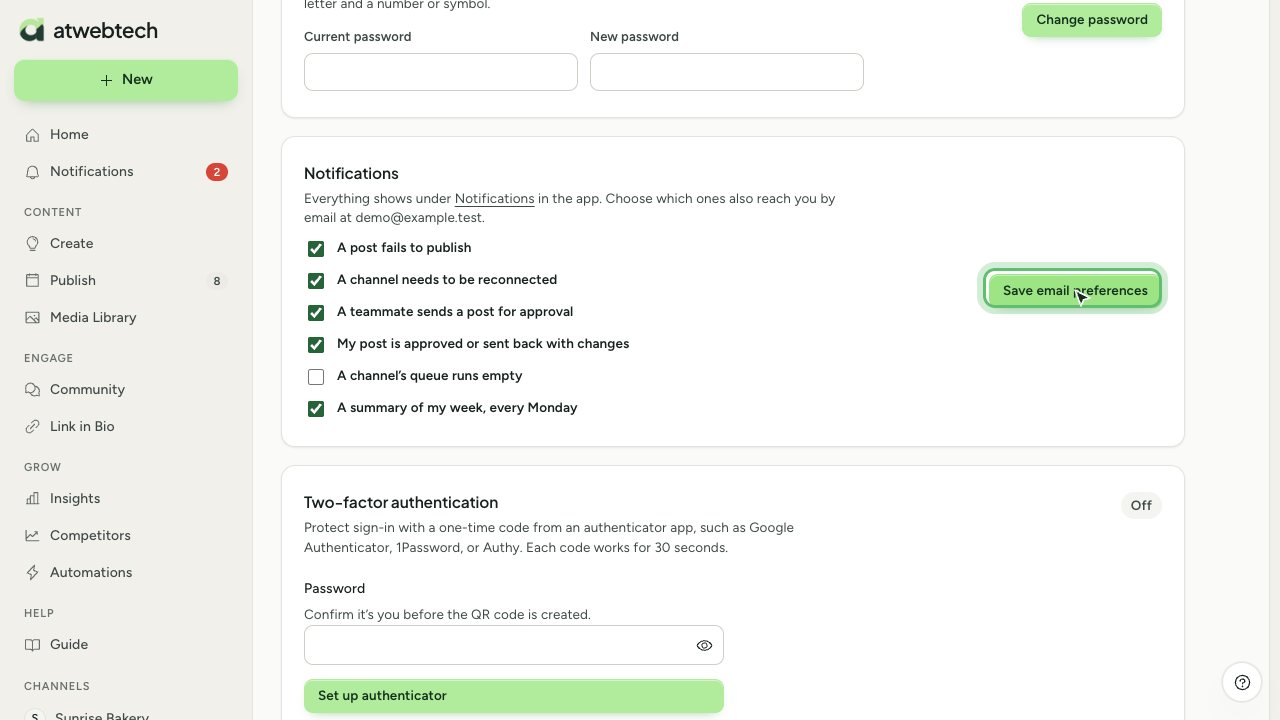 atwebtech
New
Home
Notifications
2
CONTENT
Create
Publish
8
Media Library
ENGAGE
Community
Link in Bio
GROW
Insights
Competitors
Automations
HELP
Guide
CHANNELS
S
Sunrise Bakery
letter and a number or symbol.
Change password
Current password
New password
Notifications
Everything shows under Notifications in the app. Choose which ones also reach you by
email at demo@example.test.
A post fails to publish
A channel needs to be reconnected
A teammate sends a post for approval
My post is approved or sent back with changes
A channel’s queue runs empty
A summary of my week, every Monday
Save email preferences
Two-factor authentication
Off
Protect sign-in with a one-time code from an authenticator app, such as Google
Authenticator, 1Password, or Authy. Each code works for 30 seconds.
Password
Confirm it’s you before the QR code is created.
Set up authenticator